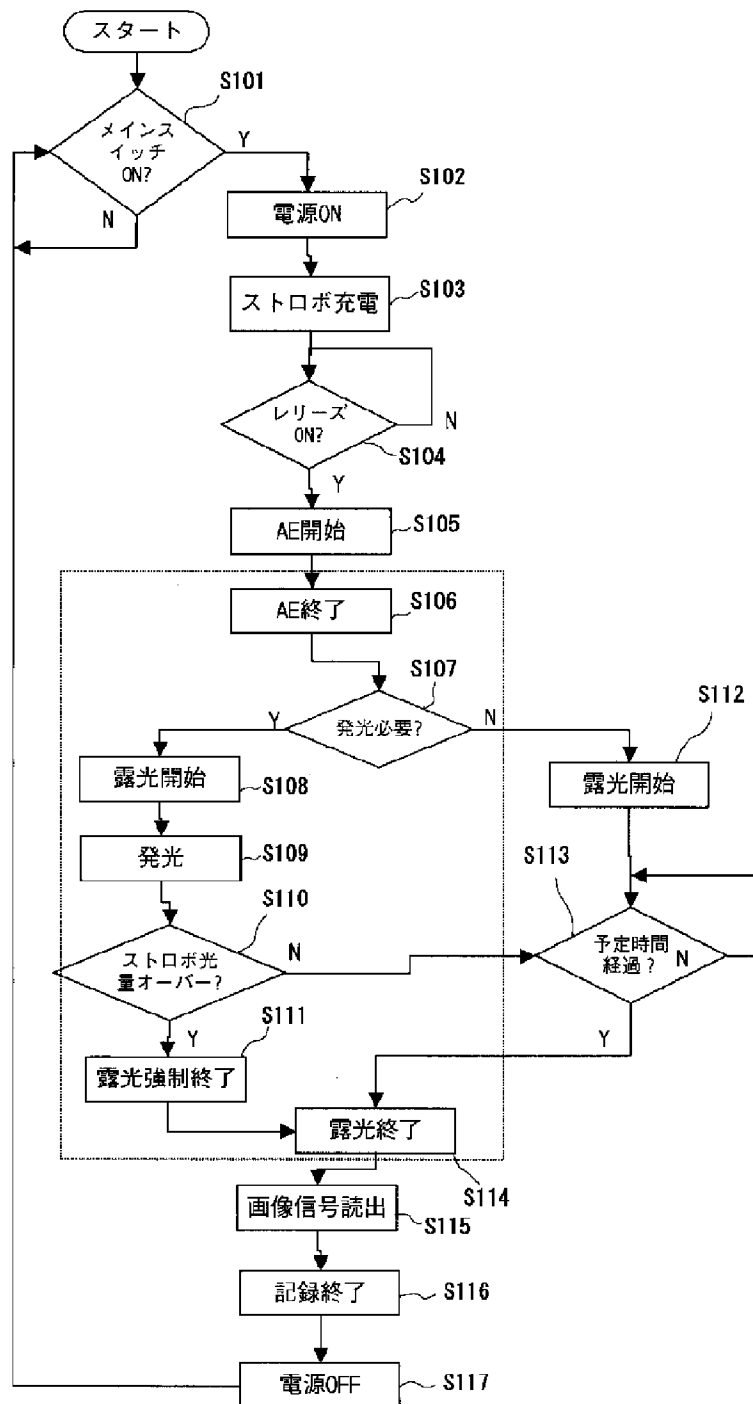 スタート
S101
メインス
イッチ
ON?
Y
N
S102
電源ON
S103
ストロボ充電
レリーズ
ON?
N
S104
Y
S105
AE開始
S106
AE終了
S107
発光必要?
Y
N
S112
露光開始
S108
露光開始
S109
発光
S113
S110
ストロボ光
量オーバー?
N
予定時間
経過?
N
Y
S111
Y
露光強制終了
露光終了
S114
画像信号読出
S115
記録終了
S116
電源OFF
S117